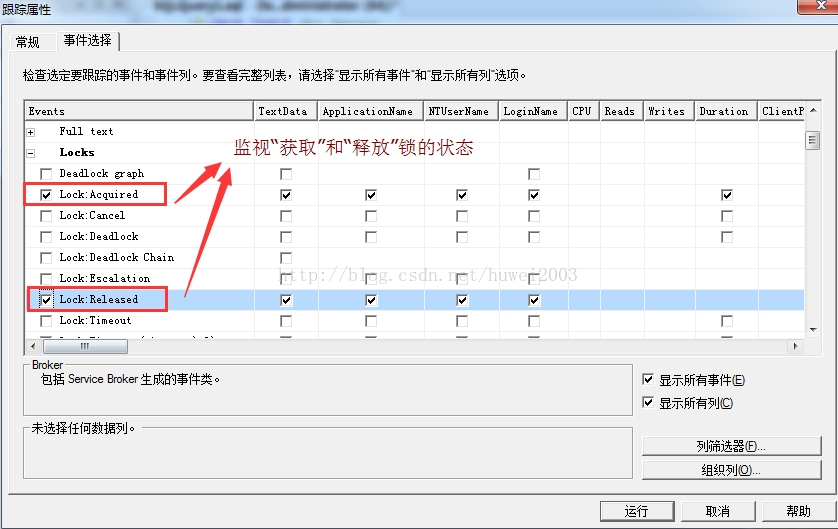 跟踪属性
常规 事件选择
检查选定要跟踪的事件和事件列。要查看完整列表，请选择"显示所有事件"和"显示所有列"选项。
Events TextData ApplicationName NTUserName LoginName CPU Reads Writes Duration ClientP
Full text
Locks
监视“获取”和“释放”锁的状态
Deadlock graph
Lock:Acquired
Lock:Cancel
Lock:Deadlock
Lock:Deadlock Chain
Lock:Escalation
http://blog.csdn.net/huwei2003
Lock:Released
Lock:Timeout
Broker
包括 Service Broker 生成的事件类。
显示所有事件(E)
显示所有列(C)
未选择任何数据列。
列筛选器(F)...
组织列(O)...
运行 取消 帮助